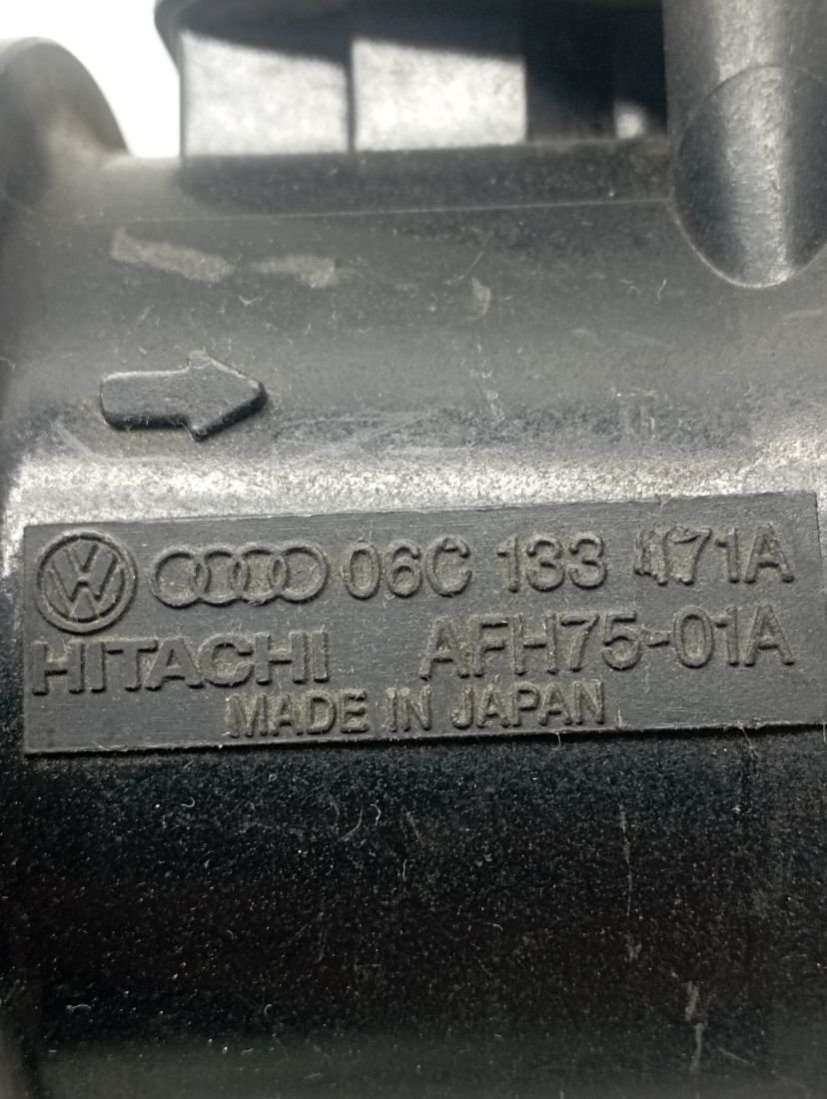 06C 133 471A
HITACHI AFH75-01A
MADE IN JAPAN